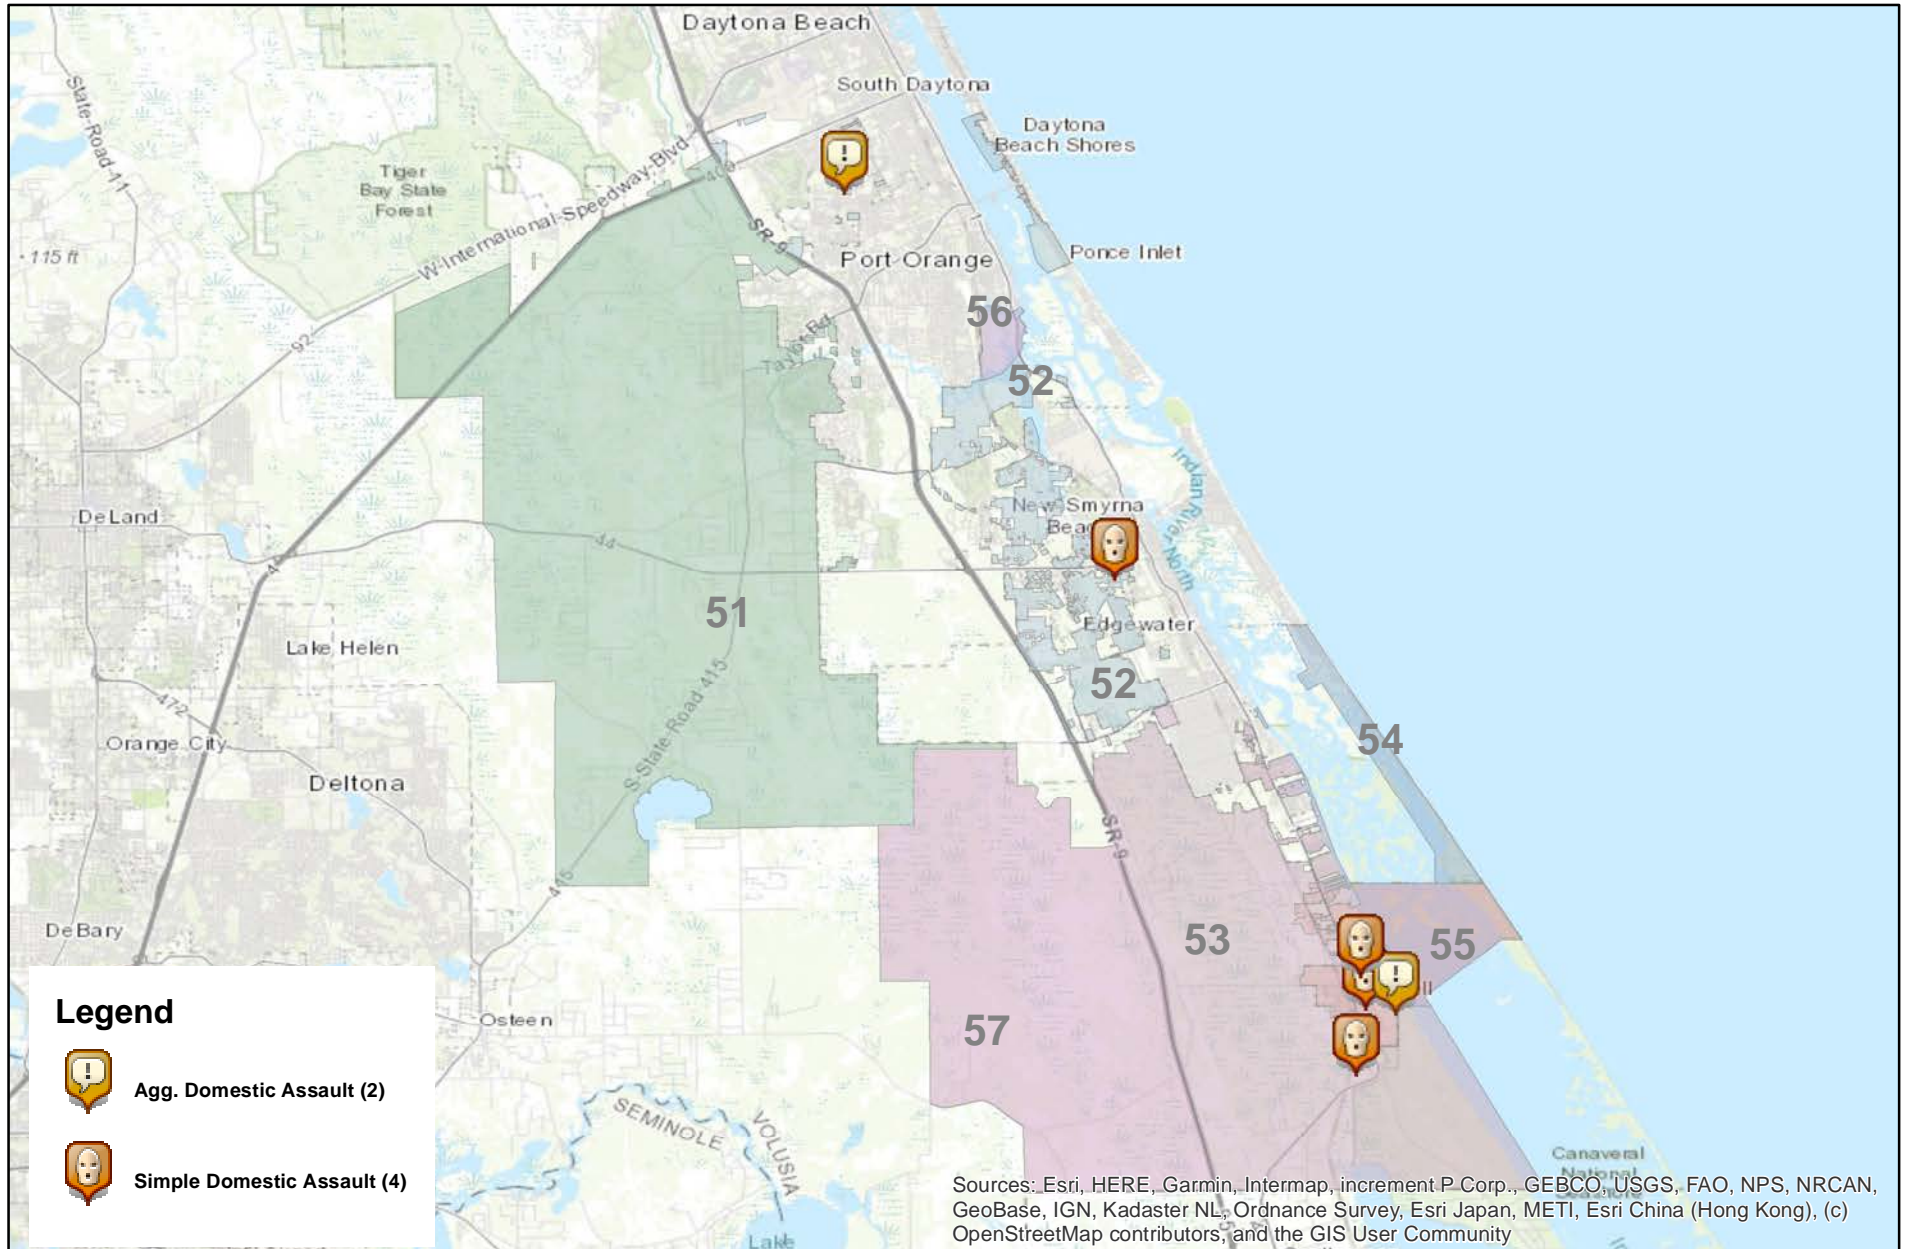 Daytona Beach
South Daytona
Daytona
Beach Shores
State-Road-11
Tiger
Bay State
Forest
W-International-Speedway-Blvd
400
SR-9
115 ft
Port Orange
Ponce Inlet
56
92
Taylor Rd
52
Indian River North
New Smyrna
DeLand
44
4
51
Edgewater
Lake Helen
52
S-State-Road-415
472
Orange City
54
Deltona
SR-9
415
DeBary
53
55
Osteen
57
SEMINOLE
VOLUSIA
Legend
Agg. Domestic Assault (2)
Simple Domestic Assault (4)
Canaveral
National
Seashore
Sources: Esri, HERE, Garmin, Intermap, increment P Corp., GEBCO, USGS, FAO, NPS, NRCAN,
GeoBase, IGN, Kadaster NL, Ordnance Survey, Esri Japan, METI, Esri China (Hong Kong), (c)
OpenStreetMap contributors, and the GIS User Community
Lake